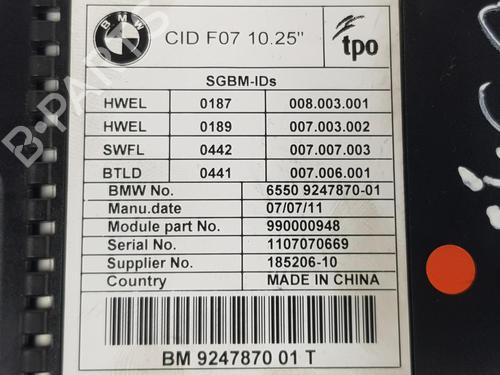 BMW
CID F07 10.25"
tpo
SGBM-IDs
HWEL 0187 008.003.001
HWEL 0189 007.003.002
SWFL 0442 007.007.003
BTLD 0441 007.006.001
BMW No. 6550 9247870-01
Manu.date 07/07/11
Module part No. 990000948
Serial No. 1107070669
Supplier No. 185206-10
Country MADE IN CHINA
BM 9247870 01 T
B-PARTS